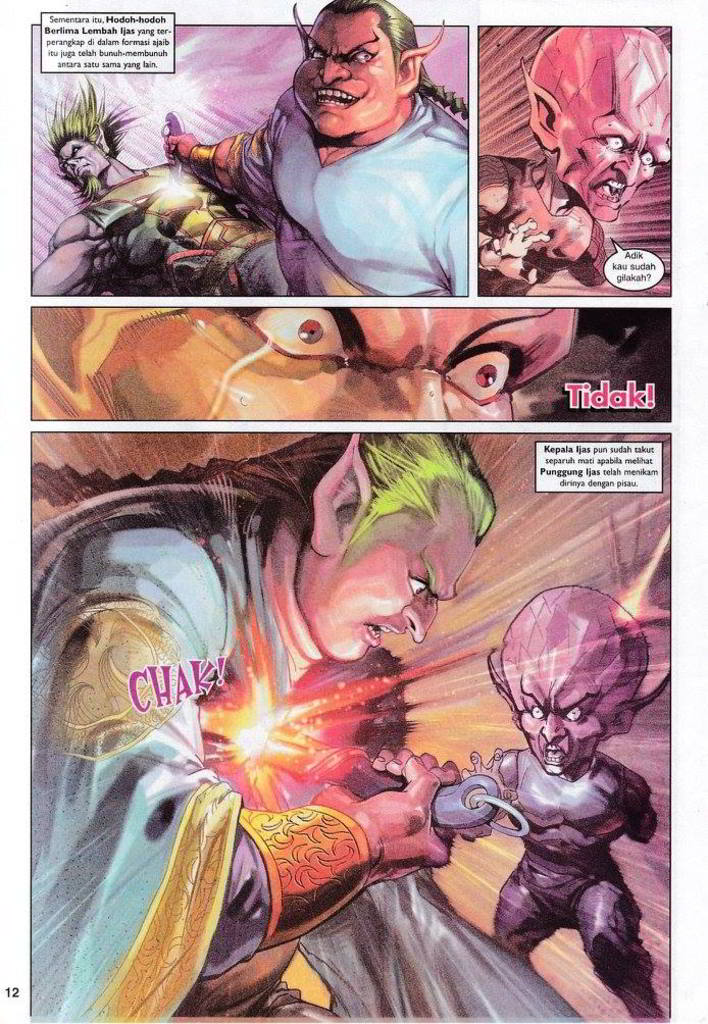 Sementara itu, Hodoh-hodoh
Berlima Lembah Ijas yang ter-
perangkap di dalam formasi ajaib
itu juga telah bunuh-membunuh
antara satu sama yang lain.
Adik
kau sudah
gilakah?
Tidak!
Kepala Ijas pun sudah takut
separuh mati apabila melihat
Punggung Ijas telah menikam
dirinya dengan pisau.
CHAK!
12